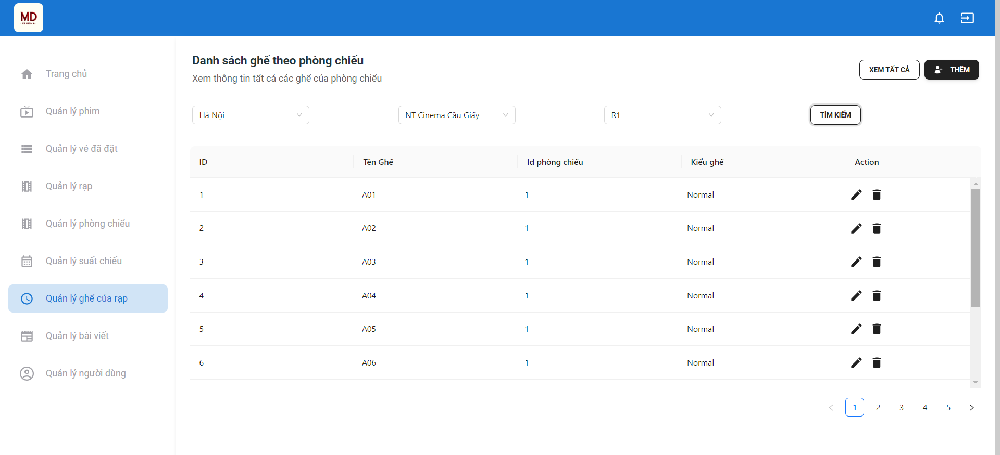 MD
CINEMA
Trang chủ
Quản lý phim
Quản lý vé đã đặt
Quản lý rạp
Quản lý phòng chiếu
Quản lý suất chiếu
Quản lý ghế của rạp
Quản lý bài viết
Quản lý người dùng
Danh sách ghế theo phòng chiếu
Xem thông tin tất cả các ghế của phòng chiếu
XEM TẤT CẢ THÊM
Hà Nội NT Cinema Cầu Giấy R1 TÌM KIẾM
ID Tên Ghế Id phòng chiếu Kiểu ghế Action
1 A01 1 Normal
2 A02 1 Normal
3 A03 1 Normal
4 A04 1 Normal
5 A05 1 Normal
6 A06 1 Normal
< 1 2 3 4 5 >